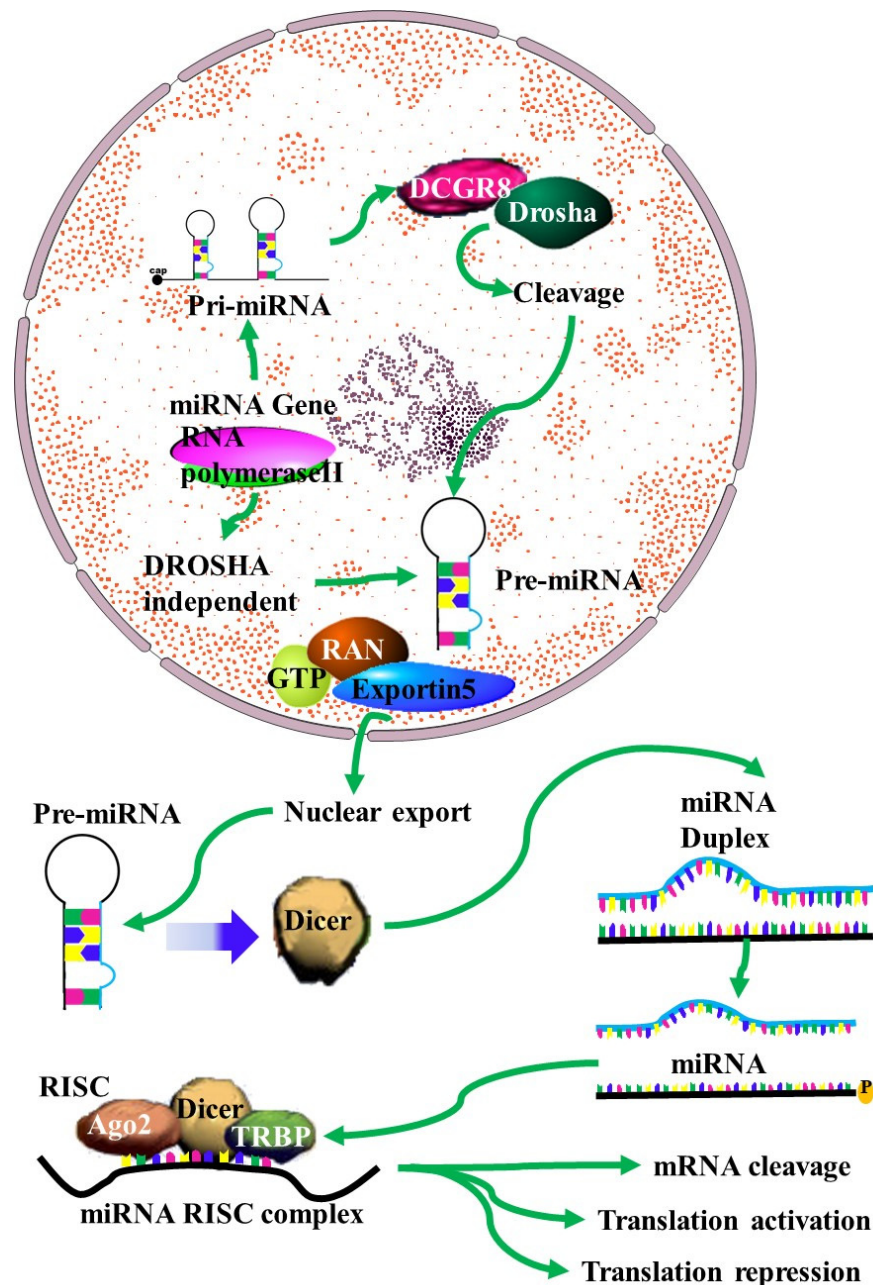 DCGR8
Drosha
cap
Cleavage
Pri-miRNA
miRNA Gene
RNA
polymeraseII
DROSHA
independent
Pre-miRNA
RAN
GTP
Exportin5
Nuclear export
Pre-miRNA
Dicer
miRNA
Duplex
miRNA
P
RISC
Ago2
Dicer
TRBP
miRNA RISC complex
mRNA cleavage
Translation activation
Translation repression